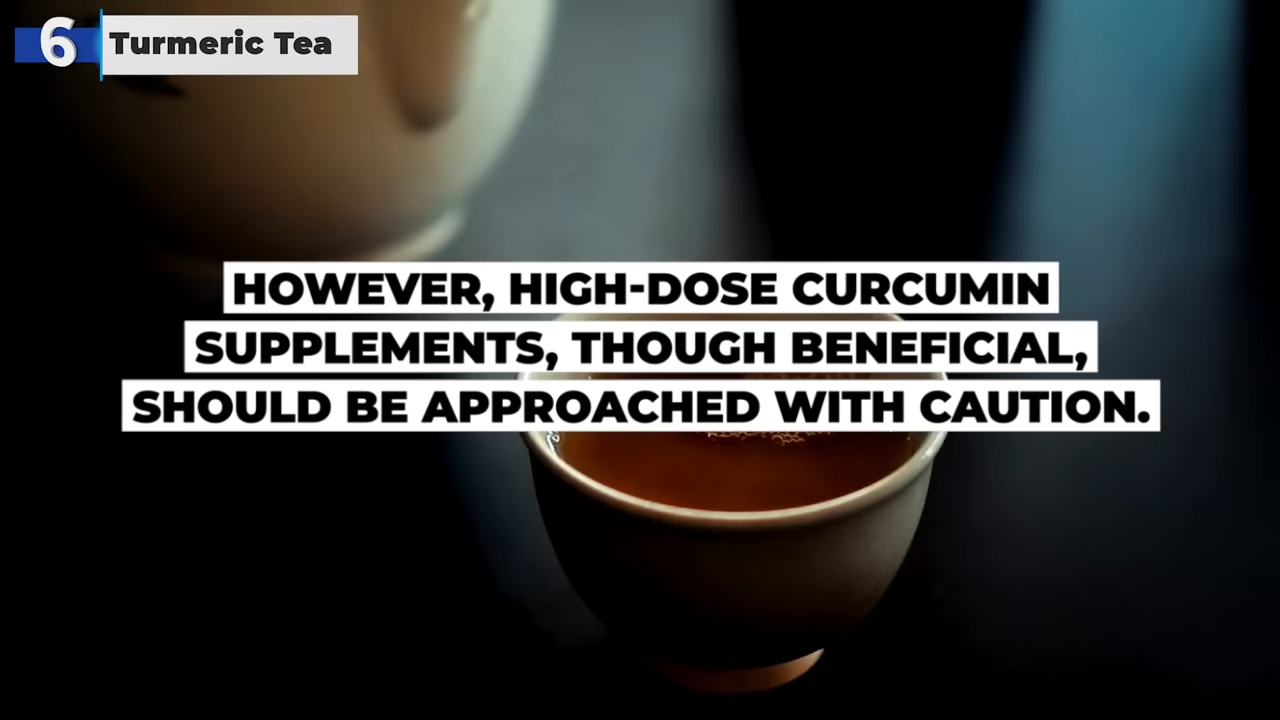 6 Turmeric Tea
HOWEVER, HIGH-DOSE CURCUMIN
SUPPLEMENTS, THOUGH BENEFICIAL,
SHOULD BE APPROACHED WITH CAUTION.